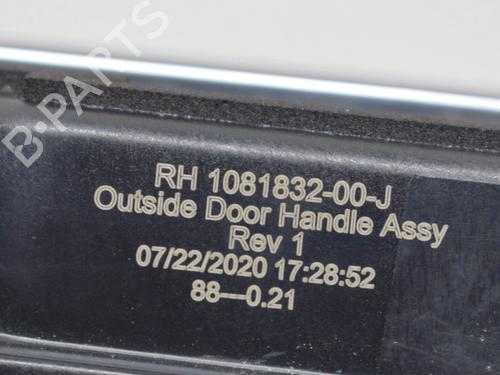 B-PARTS
RH 1081832-00-J
Outside Door Handle Assy
Rev 1
07/22/2020 17:28:52
88—0.21